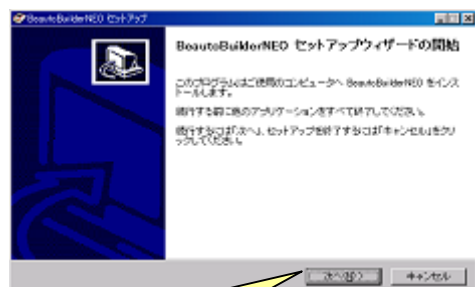 BeautoBuilderNEO セットアップ
BeautoBuilderNEO セットアップウィザードの開始
このプログラムはご使用のコンピュータへ BeautoBuilderNEO をインス
トールします。
続行する前に他のアプリケーションをすべて終了してください。
続行するには「次へ」、セットアップを終了するには「キャンセル」をクリ
ックしてください。
次へ(N) >
キャンセル